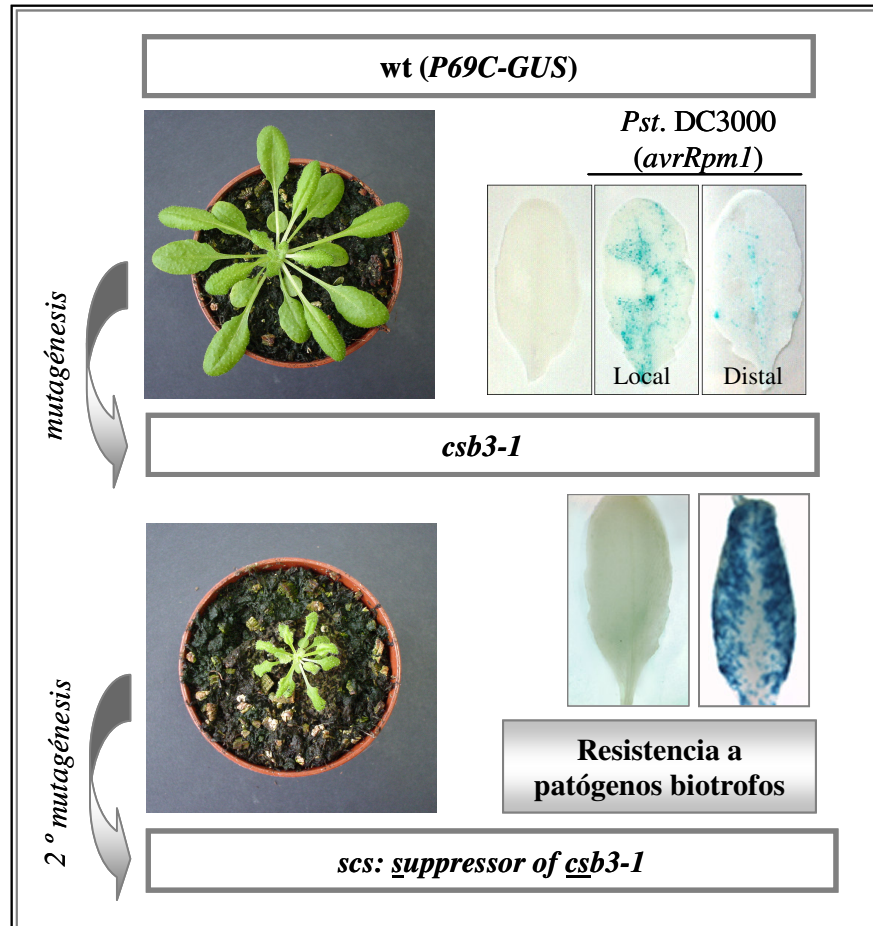 wt (P69C-GUS)
Pst. DC3000
(avrRpm1)
Local
Distal
mutagénesis
csb3-1
Resistencia a
patógenos biotrofos
2 º mutagénesis
scs: suppressor of csb3-1